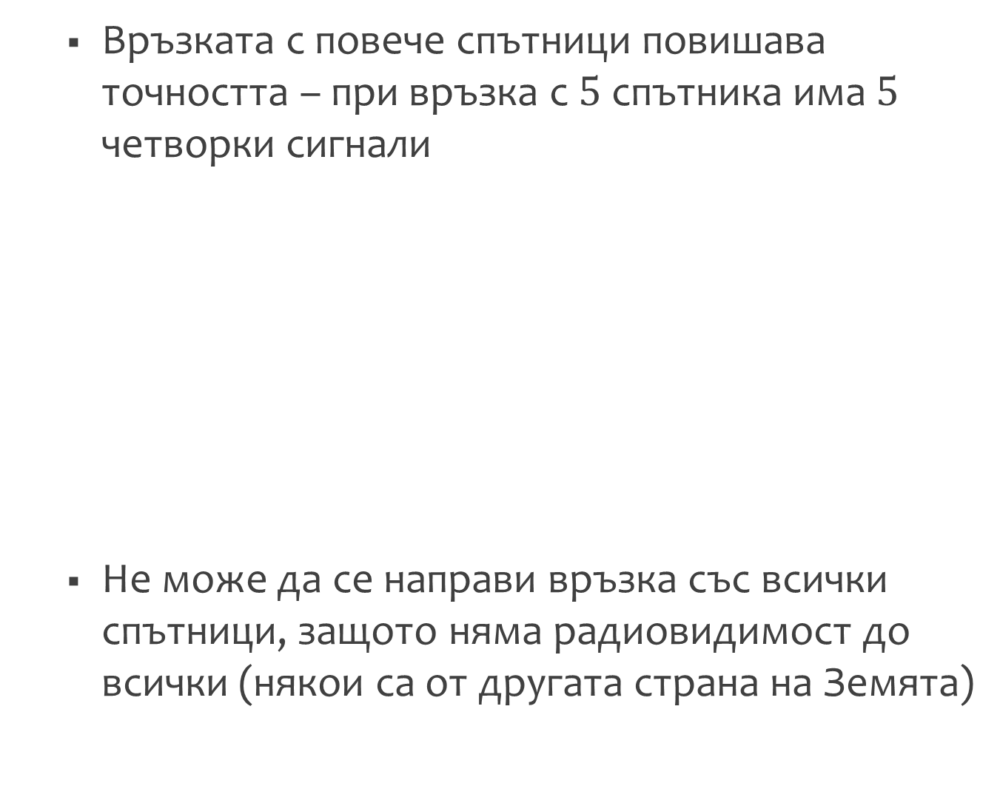 ▪ Връзката с повече спътници повишава
точността – при връзка с 5 спътника има 5
четворки сигнали
▪ Не може да се направи връзка със всички
спътници, защото няма радиовидимост до
всички (някои са от другата страна на Земята)